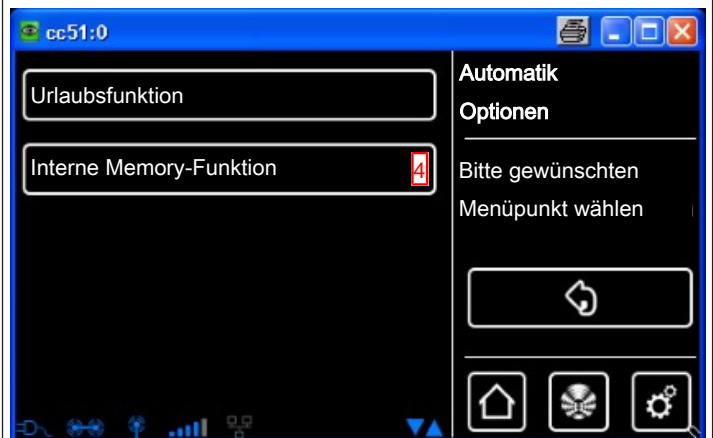 cc51:0
Urlaubsfunktion
Interne Memory-Funktion 4
Automatik
Optionen
Bitte gewünschten
Menüpunkt wählen